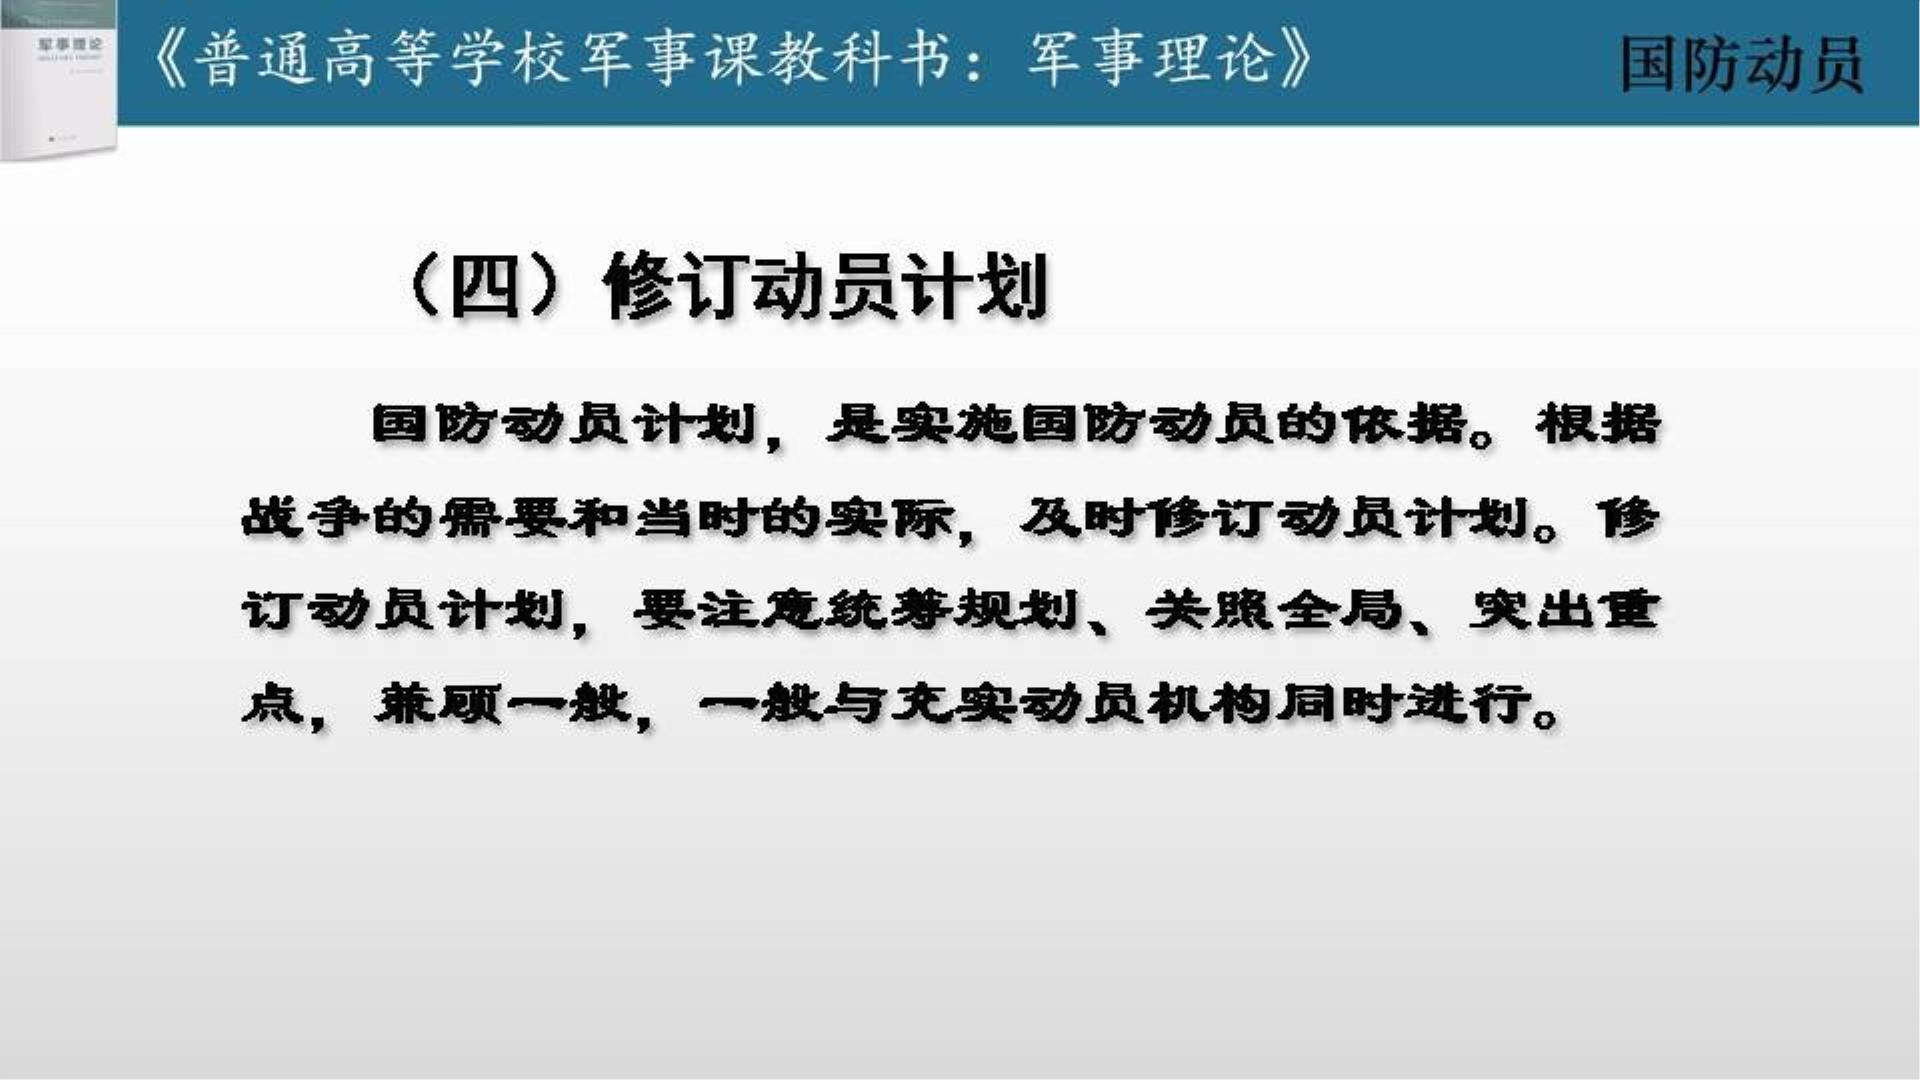 军事理论
《普通高等学校军事课教科书：军事理论》
国防动员
（四）修订动员计划
国防动员计划，是实施国防动员的依据。根据
战争的需要和当时的实际，及时修订动员计划。修
订动员计划，要注意统筹规划、关照全局、突出重
点，兼顾一般，一般与充实动员机构同时进行。